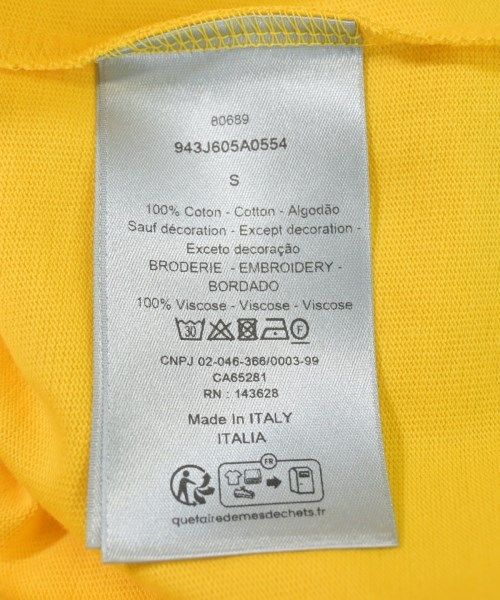 80689
943J605A0554
S
100% Coton - Cotton - Algodão
Sauf décoration - Except decoration -
Exceto decoração
BRODERIE - EMBROIDERY -
BORDADO
100% Viscose - Viscose - Viscose
30 F
CNPJ 02-046-366/0003-99
CA65281
RN : 143628
Made In ITALY
ITALIA
FR
quefairedemesdechets.fr